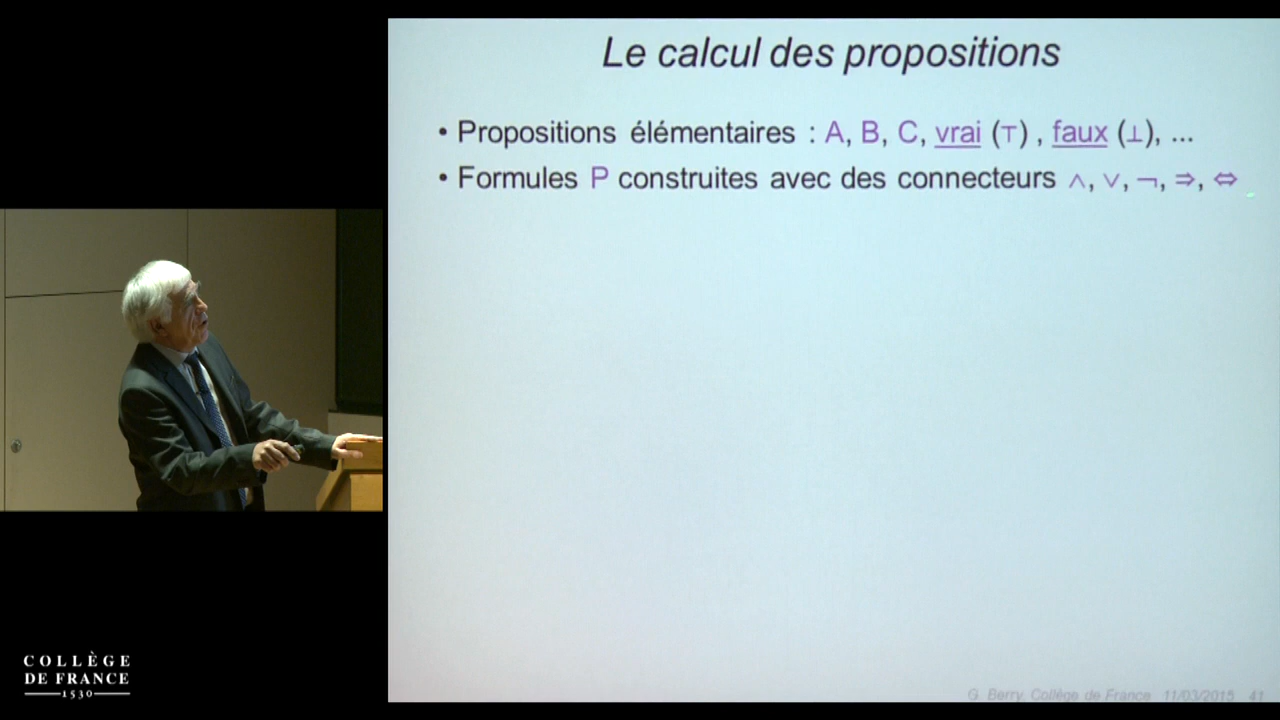 Le calcul des propositions
• Propositions élémentaires : A, B, C, vrai (⊤) , faux (⊥), ...
• Formules P construites avec des connecteurs ∧, ∨, ¬, ⇒, ⇔
COLLÈGE
DE FRANCE
1530
G. Berry, Collège de France 11/03/2015 41